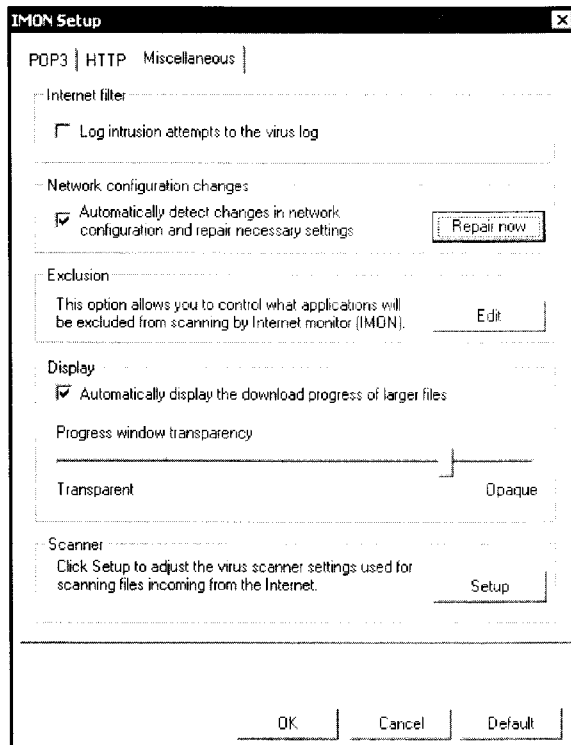 IMON Setup
POP3 HTTP Miscellaneous
Internet filter
Log intrusion attempts to the virus log
Network configuration changes
Automatically detect changes in network
configuration and repair necessary settings
Repair now
Exclusion
This option allows you to control what applications will
be excluded from scanning by Internet monitor (IMON).
Edit
Display
Automatically display the download progress of larger files
Progress window transparency
Transparent Opaque
Scanner
Click Setup to adjust the virus scanner settings used for
scanning files incoming from the Internet.
Setup
OK Cancel Default